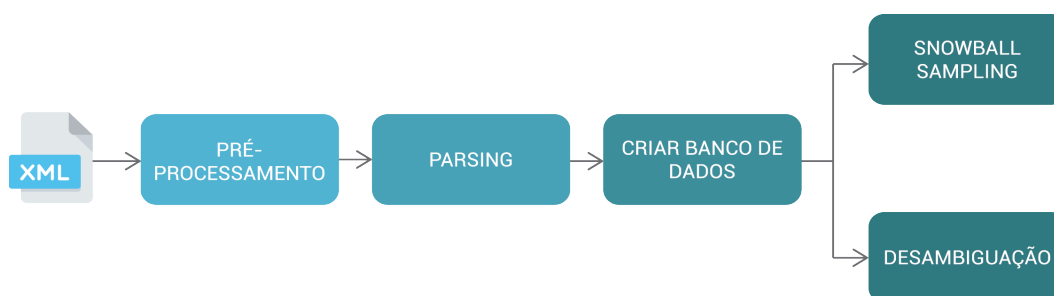 XML
PRÉ-
PROCESSAMENTO
PARSING
CRIAR BANCO DE
DADOS
SNOWBALL
SAMPLING
DESAMBIGUAÇÃO